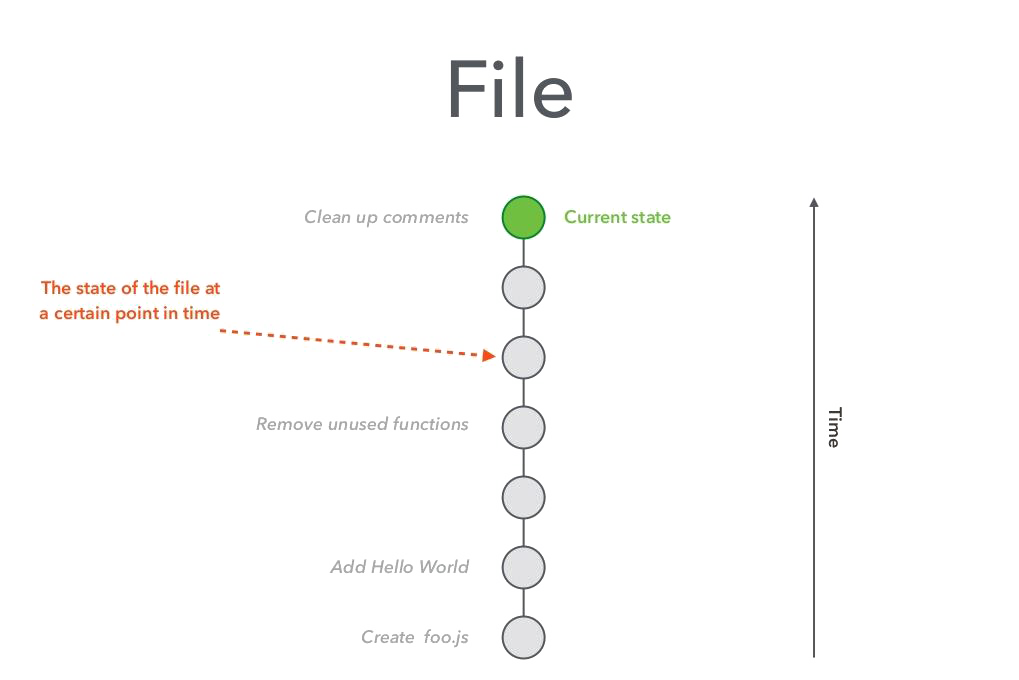 File
Clean up comments
Current state
The state of the file at
a certain point in time
Remove unused functions
Time
Add Hello World
Create foo.js